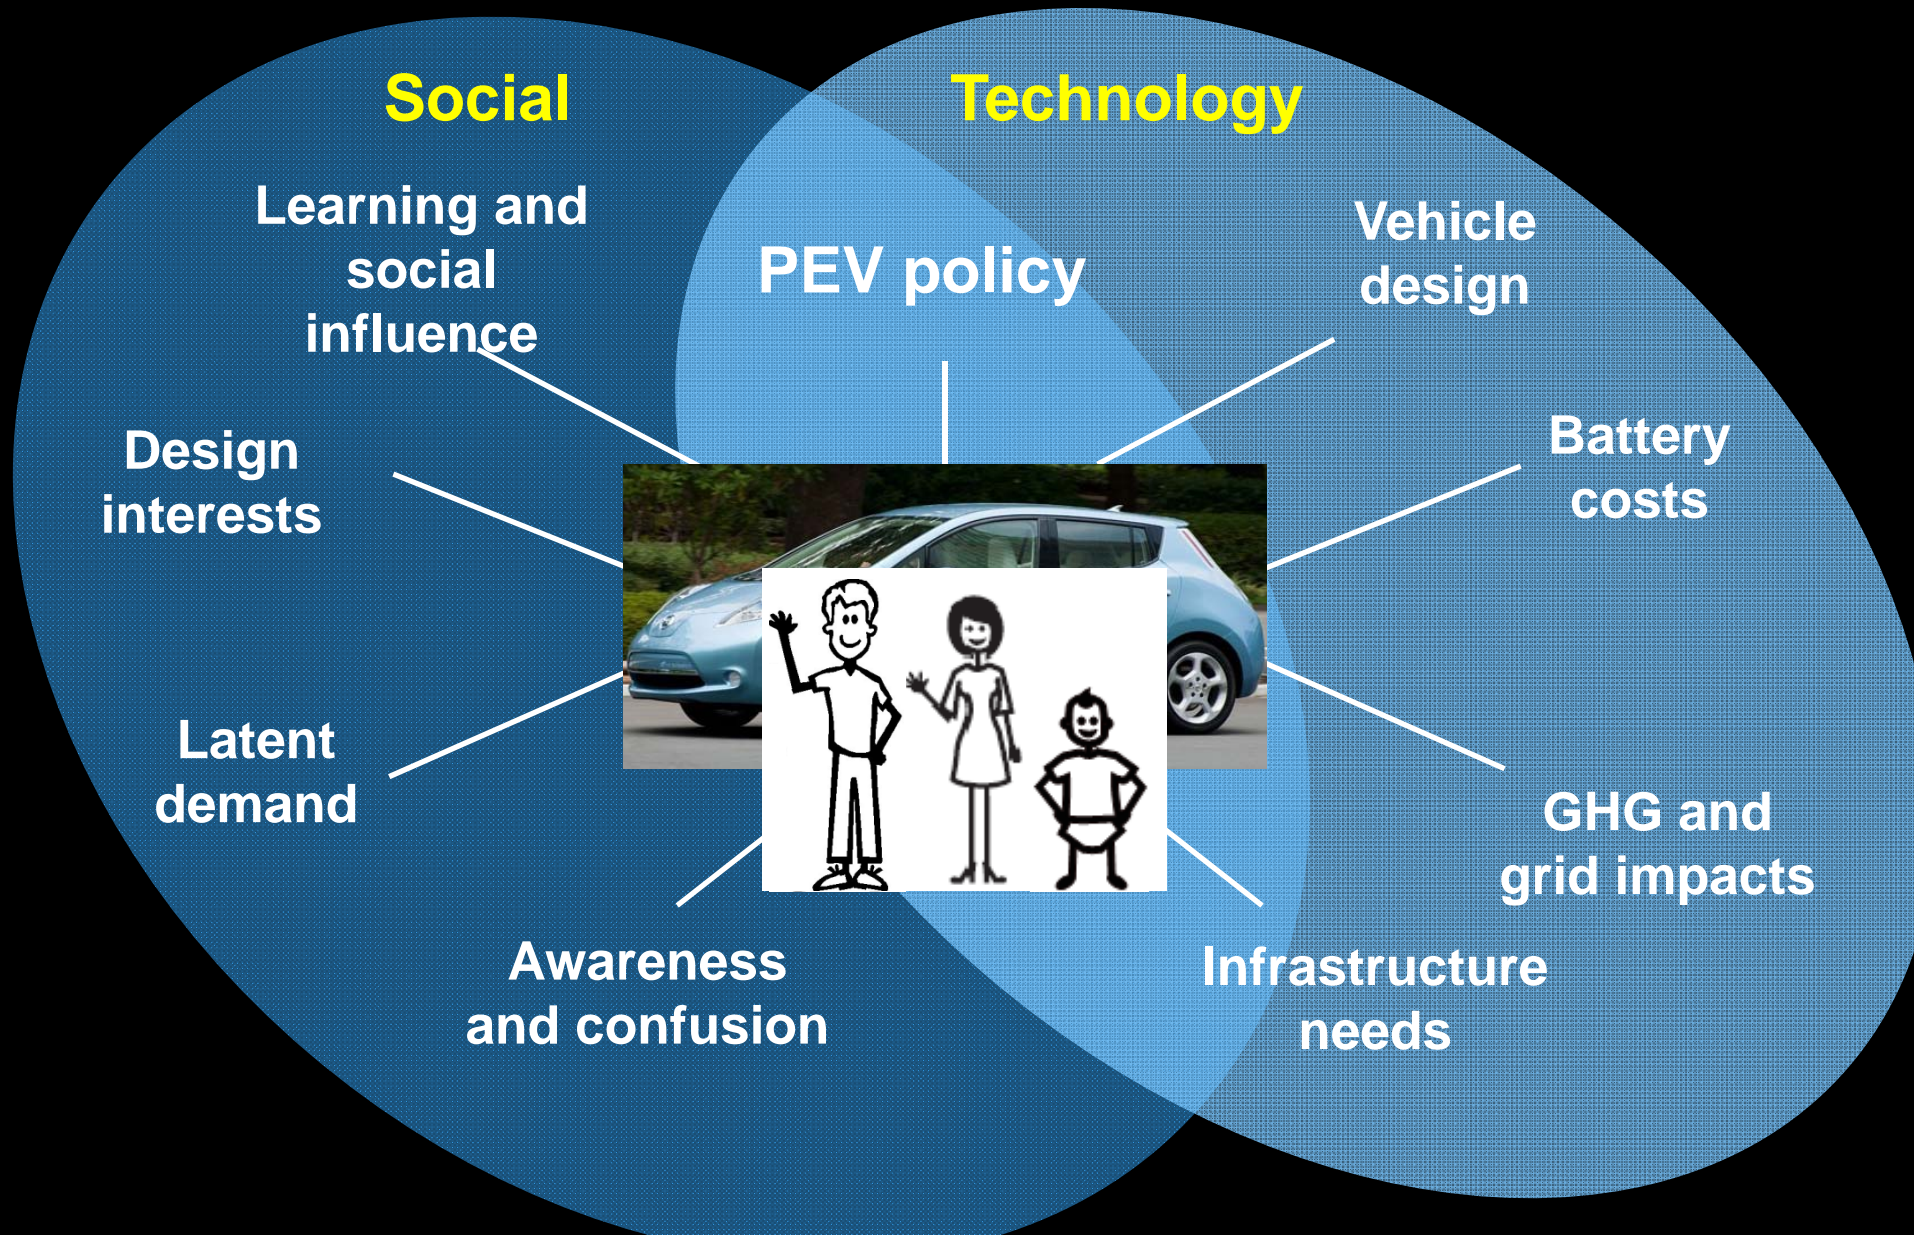 Social
Technology
Learning and
social
influence
PEV policy
Vehicle
design
Design
interests
Battery
costs
Latent
demand
GHG and
grid impacts
Awareness
and confusion
Infrastructure
needs